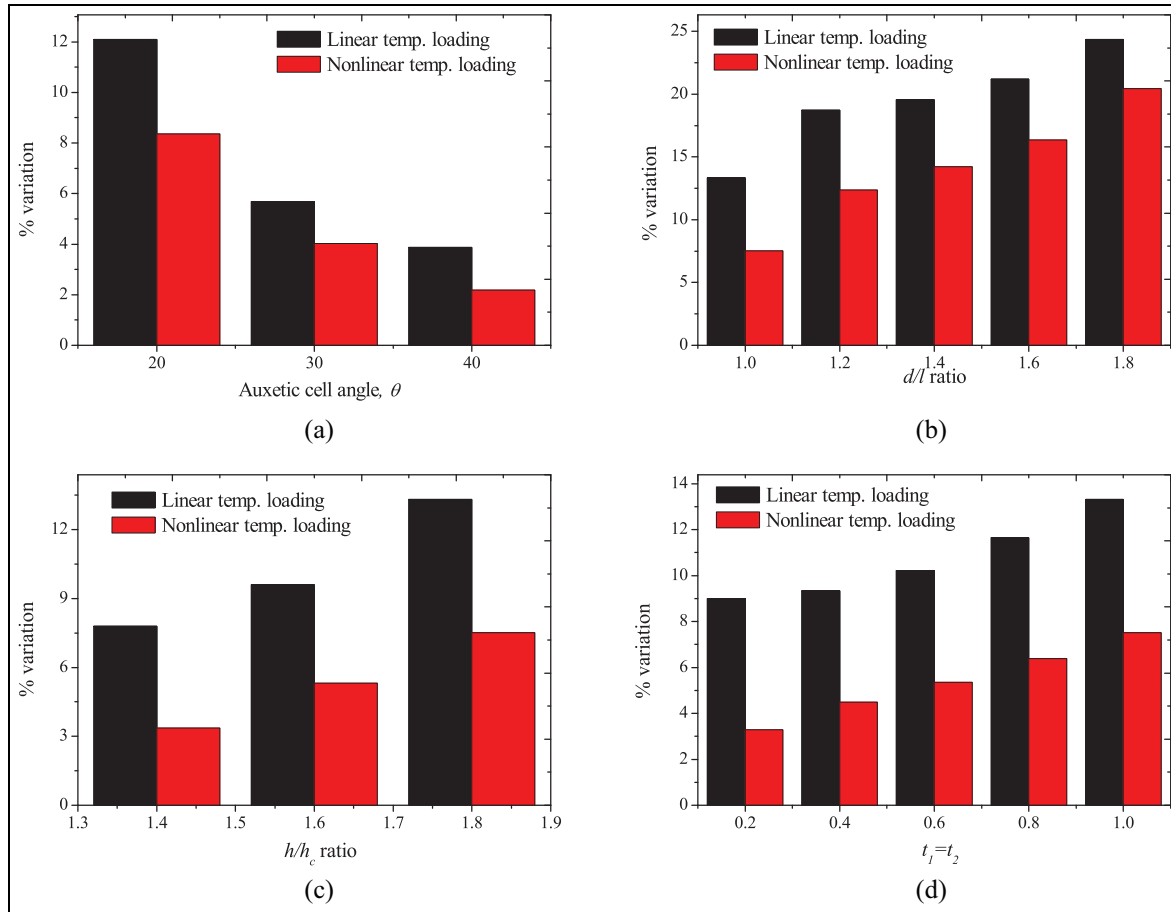 12
10
8
6
4
2
0
% variation
Linear temp. loading
Nonlinear temp. loading
20
30
40
Auxetic cell angle, θ
(a)
25
20
15
10
5
0
% variation
Linear temp. loading
Nonlinear temp. loading
1.0
1.2
1.4
1.6
1.8
d/l ratio
(b)
12
9
6
3
0
% variation
Linear temp. loading
Nonlinear temp. loading
1.3
1.4
1.5
1.6
1.7
1.8
1.9
h/h_c ratio
(c)
14
12
10
8
6
4
2
0
% variation
Linear temp. loading
Nonlinear temp. loading
0.2
0.4
0.6
0.8
1.0
t_1=t_2
(d)